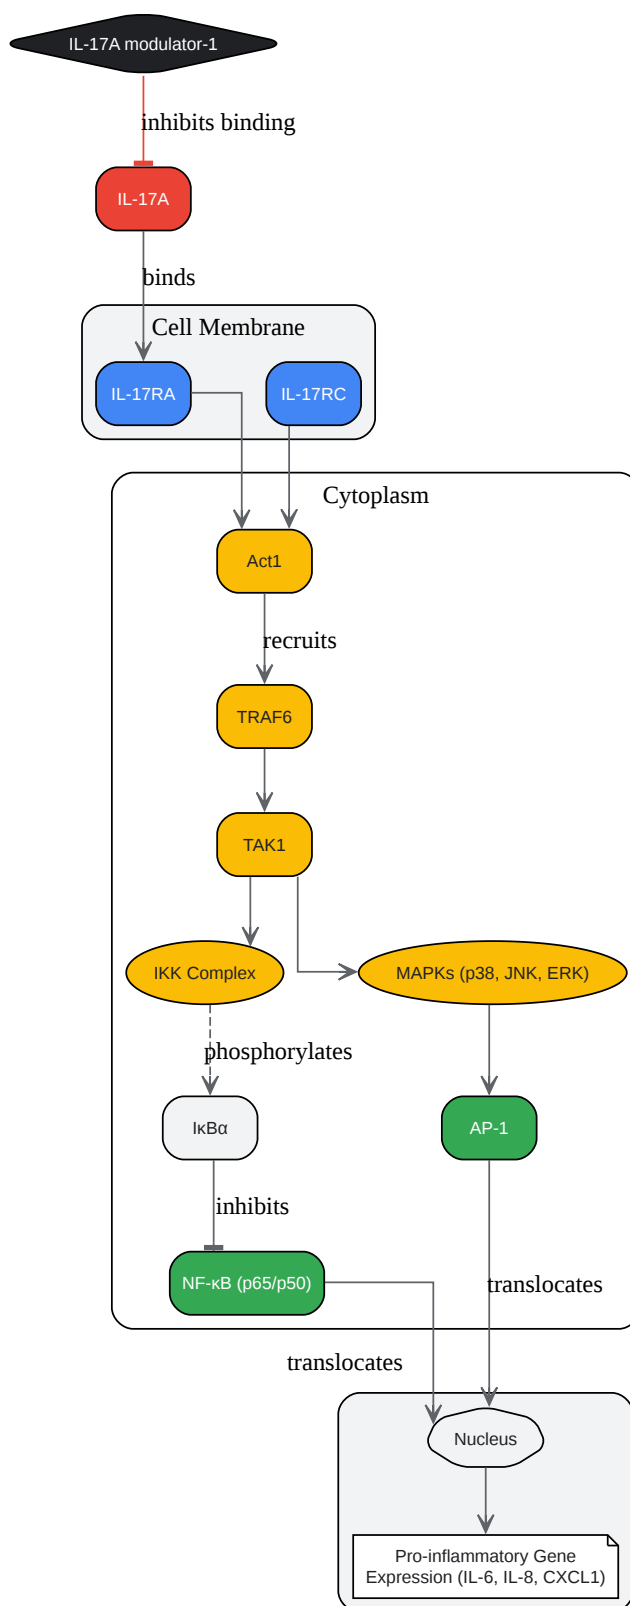 IL-17A modulator-1
inhibits binding
IL-17A
binds
Cell Membrane
IL-17RA
IL-17RC
Cytoplasm
Act1
recruits
TRAF6
TAK1
IKK Complex
MAPKs (p38, JNK, ERK)
phosphorylates
IκBα
AP-1
inhibits
NF-κB (p65/p50)
translocates
translocates
Nucleus
Pro-inflammatory Gene
Expression (IL-6, IL-8, CXCL1)